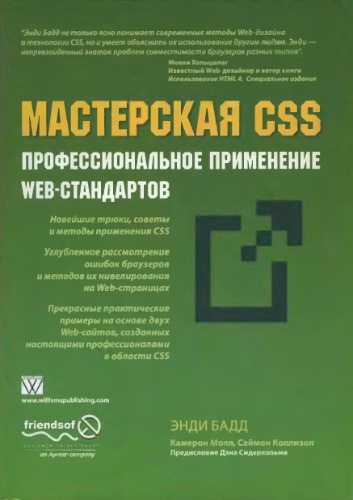 "Энди Бадд не только ясно понимает современные методы Web-дизайна
в технологии CSS, но и умеет объяснить их использование другим людям. Энди —
непревзойденный знаток проблем совместимости браузеров разных типов".
Молли Хольцшлаг
Известный Web-дизайнер и автор книги
Использование HTML 4. Специальное издание
МАСТЕРСКАЯ CSS
ПРОФЕССИОНАЛЬНОЕ ПРИМЕНЕНИЕ
WEB-СТАНДАРТОВ
Новейшие трюки, советы
и методы применения CSS
Углубленное рассмотрение
ошибок браузеров
и методов их нивелирования
на Web-страницах
Прекрасные практические
примеры на основе двух
Web-сайтов, созданных
настоящими профессионалами
в области CSS
W
www.williamspublishing.com
friendsof
an Apress company
ЭНДИ БАДД
Камерон Молл, Саймон Коллизон
Предисловие Дэна Сидерхольма